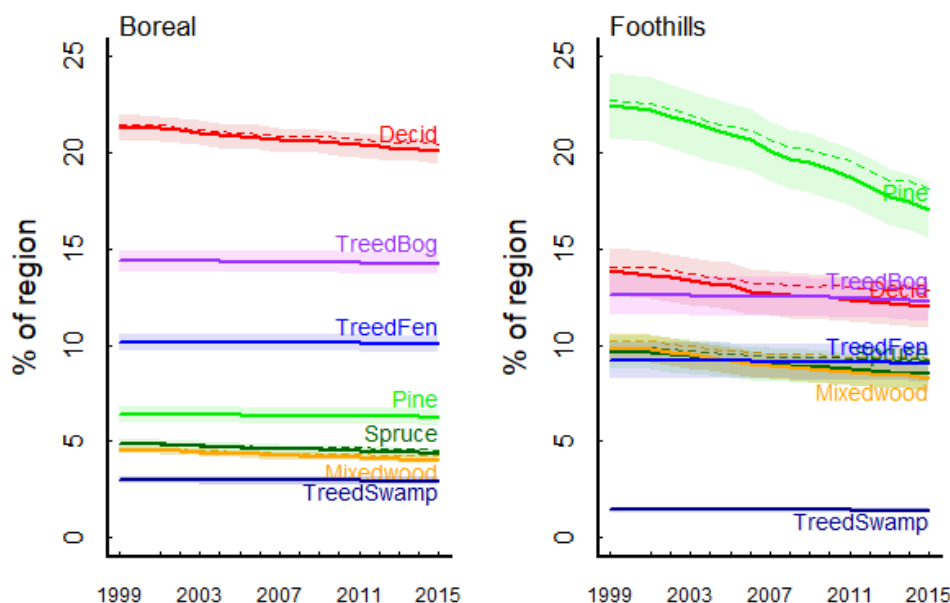 Boreal
% of region
25
20
15
10
5
0
Decid
TreedBog
TreedFen
Pine
Spruce
Mixedwood
TreedSwamp
1999 2003 2007 2011 2015
Foothills
% of region
25
20
15
10
5
0
Pine
TreedBog
Decid
TreedFen
Spruce
Mixedwood
TreedSwamp
1999 2003 2007 2011 2015